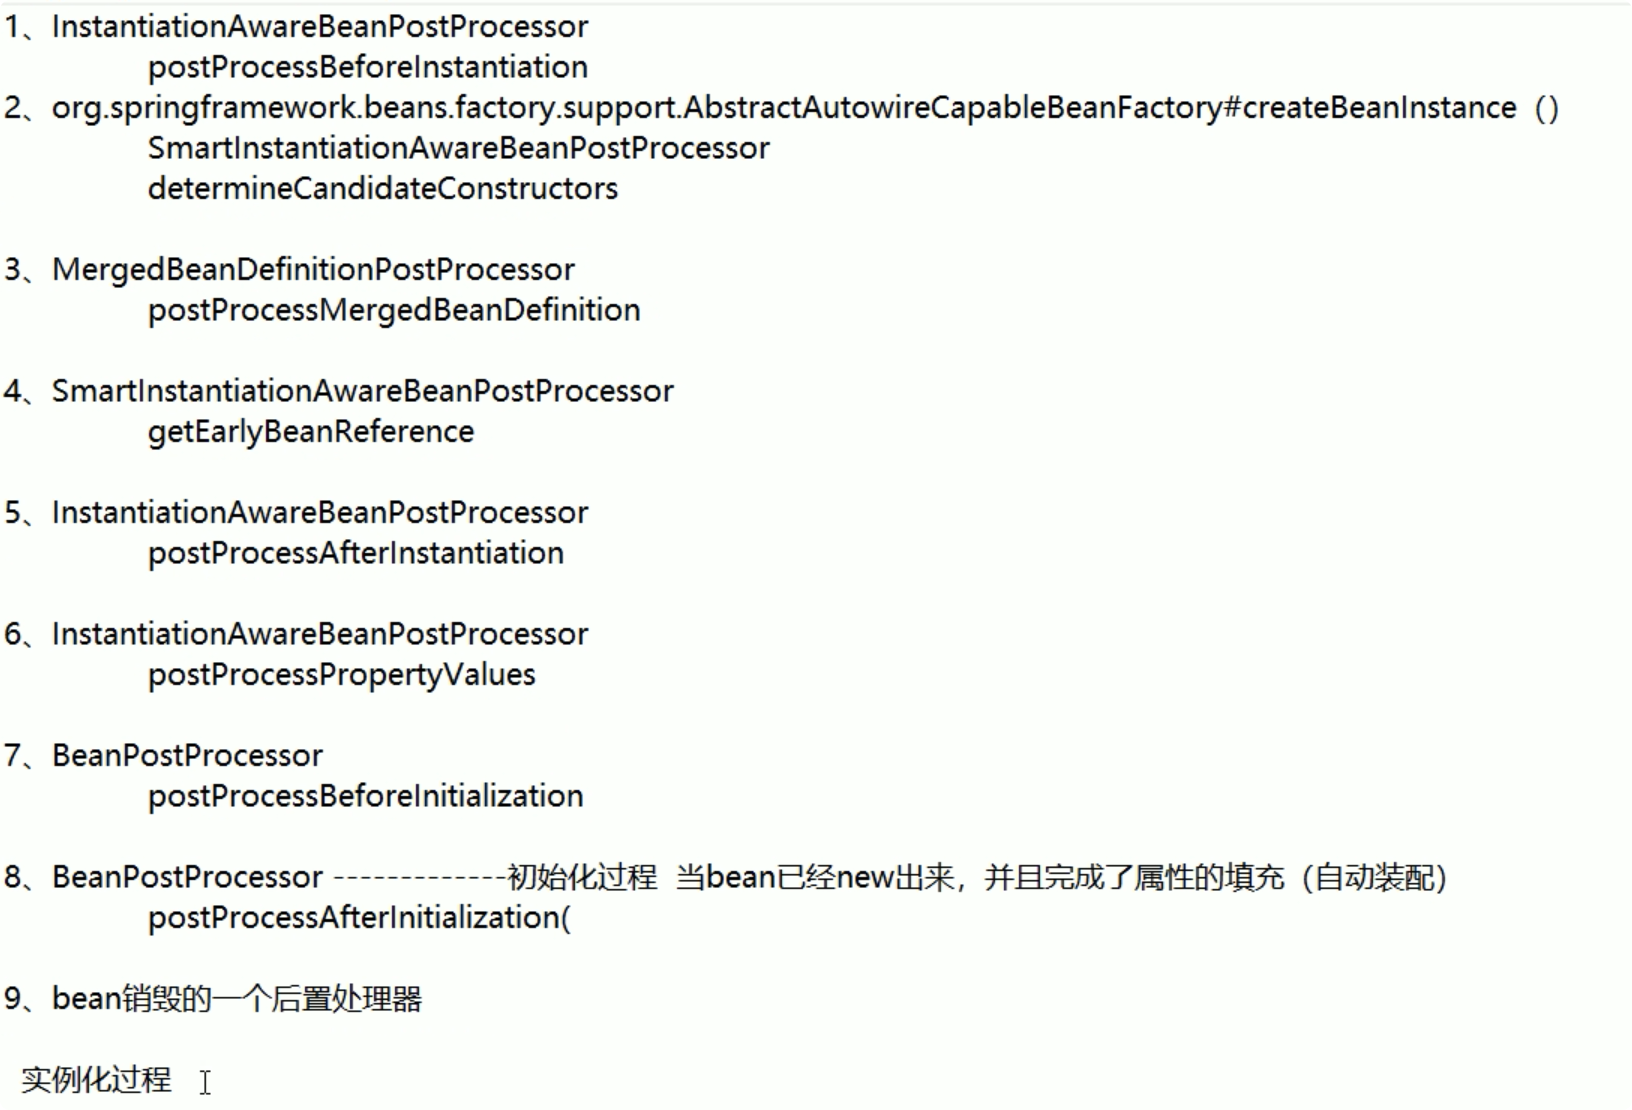 1、InstantiationAwareBeanPostProcessor
postProcessBeforeInstantiation
2、org.springframework.beans.factory.support.AbstractAutowireCapableBeanFactory#createBeanInstance（）
SmartInstantiationAwareBeanPostProcessor
determineCandidateConstructors
3、MergedBeanDefinitionPostProcessor
postProcessMergedBeanDefinition
4、SmartInstantiationAwareBeanPostProcessor
getEarlyBeanReference
5、InstantiationAwareBeanPostProcessor
postProcessAfterInstantiation
6、InstantiationAwareBeanPostProcessor
postProcessPropertyValues
7、BeanPostProcessor
postProcessBeforeInitialization
8、BeanPostProcessor -------------初始化过程 当bean已经new出来，并且完成了属性的填充（自动装配）
postProcessAfterInitialization(
9、bean销毁的一个后置处理器
实例化过程